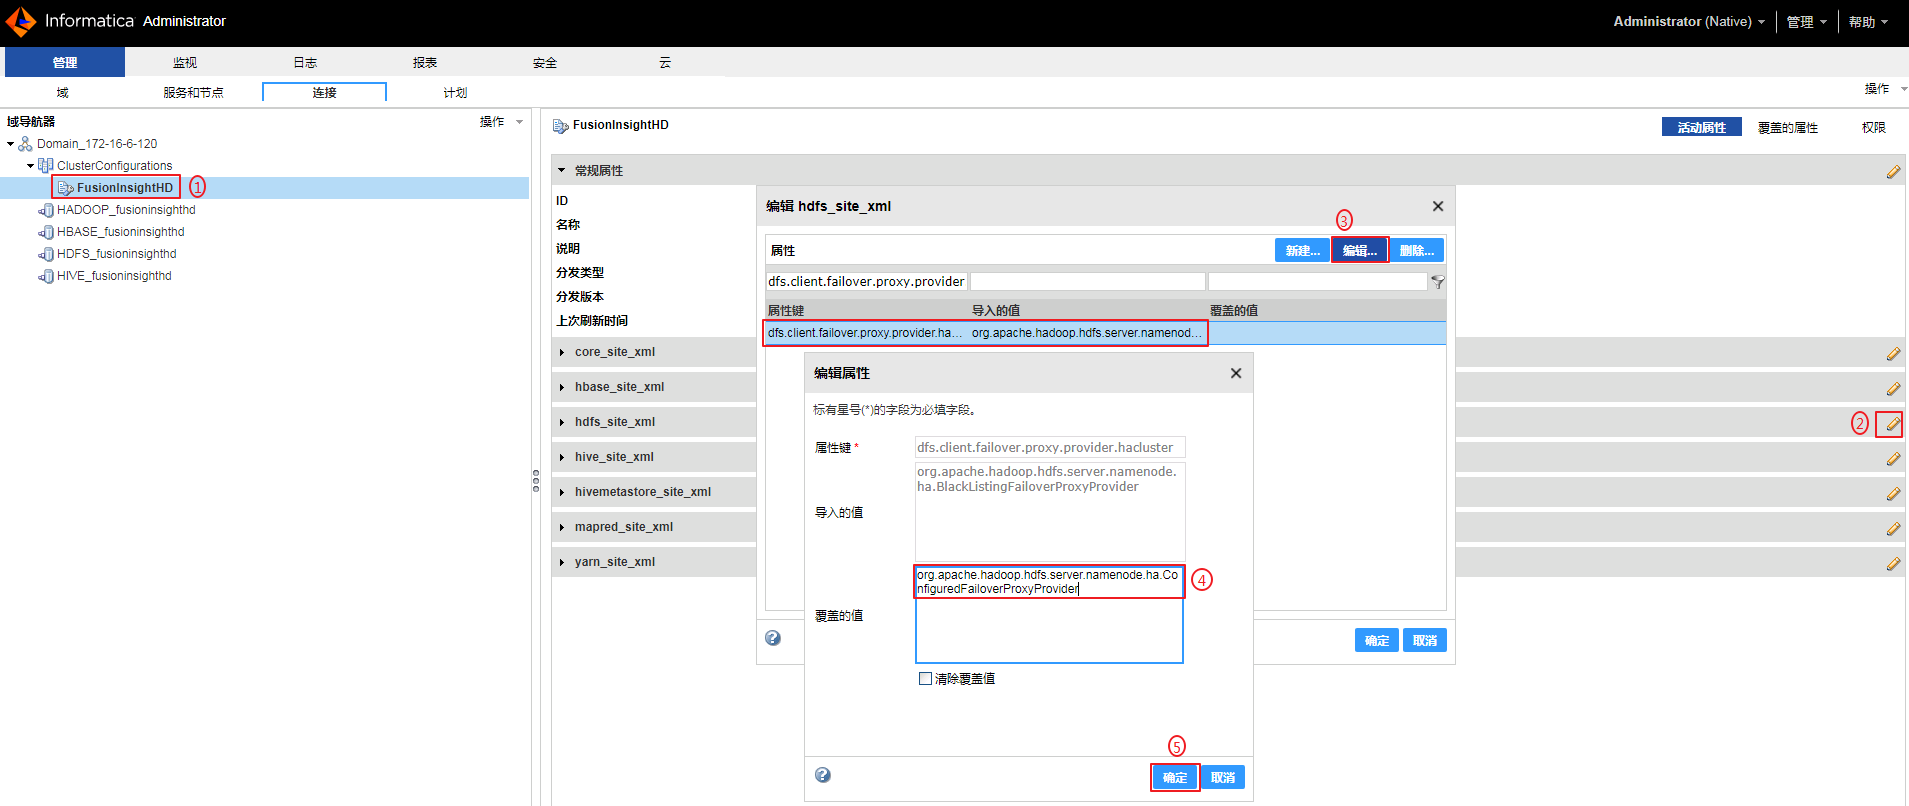 Informatica Administrator
Administrator (Native)
管理
帮助
管理
监视
日志
报表
安全
云
域
服务和节点
连接
计划
操作
域导航器
操作
Domain_172-16-6-120
ClusterConfigurations
FusionInsightHD
1
HADOOP_fusioninsighthd
HBASE_fusioninsighthd
HDFS_fusioninsighthd
HIVE_fusioninsighthd
FusionInsightHD
活动属性
覆盖的属性
权限
常规属性
ID
名称
说明
分发类型
分发版本
上次刷新时间
core_site_xml
hbase_site_xml
hdfs_site_xml
2
hive_site_xml
hivemetastore_site_xml
mapred_site_xml
yarn_site_xml
编辑 hdfs_site_xml
3
属性
新建...
编辑...
删除...
dfs.client.failover.proxy.provider
属性键
导入的值
覆盖的值
dfs.client.failover.proxy.provider.ha...
org.apache.hadoop.hdfs.server.namenod...
编辑属性
标有星号(*)的字段为必填字段。
属性键 *
dfs.client.failover.proxy.provider.hacluster
导入的值
org.apache.hadoop.hdfs.server.namenode.
ha.BlackListingFailoverProxyProvider
覆盖的值
org.apache.hadoop.hdfs.server.namenode.ha.Co
nfiguredFailoverProxyProvider
4
清除覆盖值
5
确定
取消
确定
取消